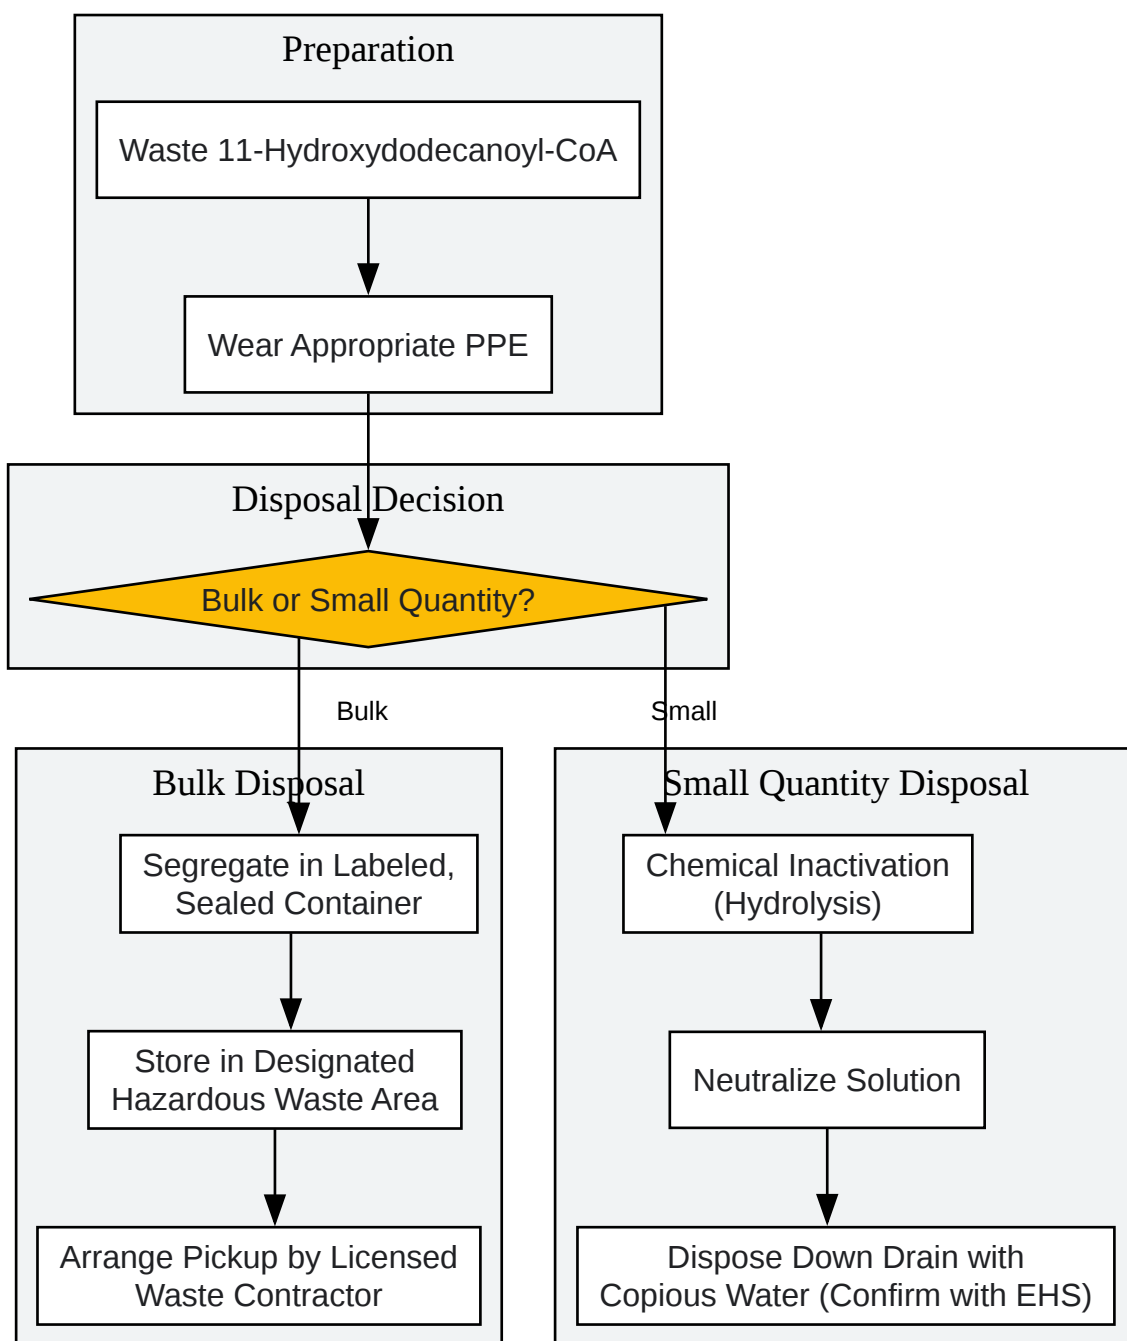 Preparation
Waste 11-Hydroxydodecanoyl-CoA
Wear Appropriate PPE
Disposal Decision
Bulk or Small Quantity?
Bulk
Small
Bulk Disposal
Segregate in Labeled,
Sealed Container
Store in Designated
Hazardous Waste Area
Arrange Pickup by Licensed
Waste Contractor
Small Quantity Disposal
Chemical Inactivation
(Hydrolysis)
Neutralize Solution
Dispose Down Drain with
Copious Water (Confirm with EHS)